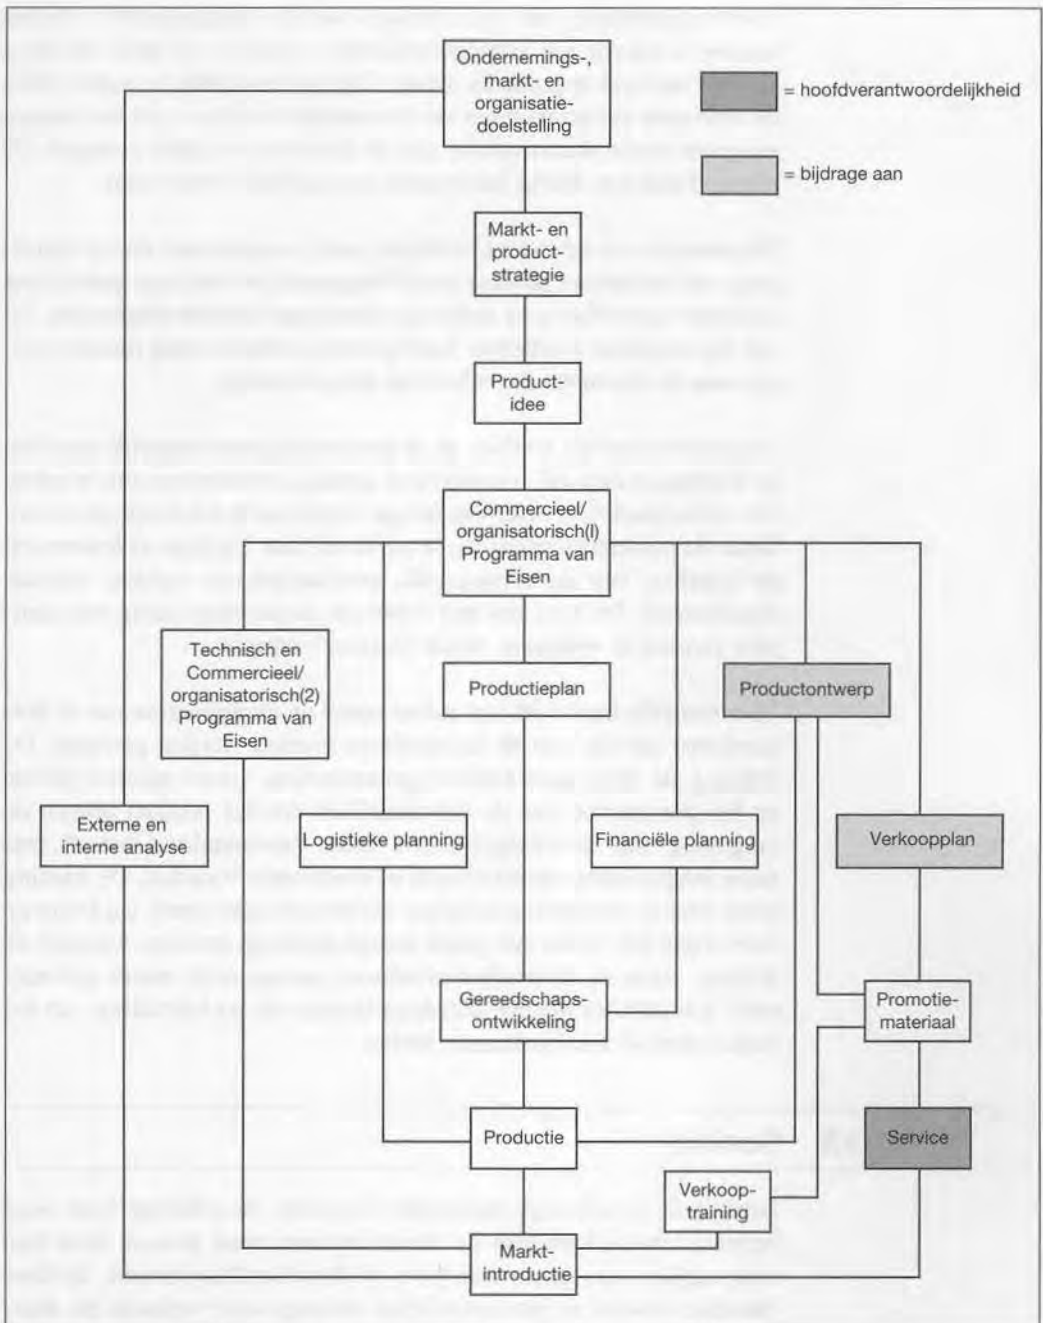 Ondernemings-,
markt- en
organisatie-
doelstelling
= hoofdverantwoordelijkheid
= bijdrage aan
Markt- en
product-
strategie
Product-
idee
Commercieel/
organisatorisch(l)
Programma van
Eisen
Technisch en
Commercieel/
organisatorisch(2)
Programma van
Eisen
Productieplan
Productontwerp
Externe en
interne analyse
Logistieke planning
Financiële planning
Verkoopplan
Gereedschaps-
ontwikkeling
Promotie-
materiaal
Productie
Service
Verkoop-
training
Markt-
introductie